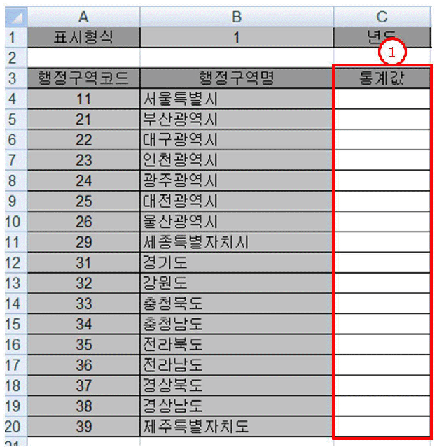 A B C
1 표시형식 1 년도
2 1
3 행정구역코드 행정구역명 통계값
4 11 서울특별시
5 21 부산광역시
6 22 대구광역시
7 23 인천광역시
8 24 광주광역시
9 25 대전광역시
10 26 울산광역시
11 29 세종특별자치시
12 31 경기도
13 32 강원도
14 33 충청북도
15 34 충청남도
16 35 전라북도
17 36 전라남도
18 37 경상북도
19 38 경상남도
20 39 제주특별자치도